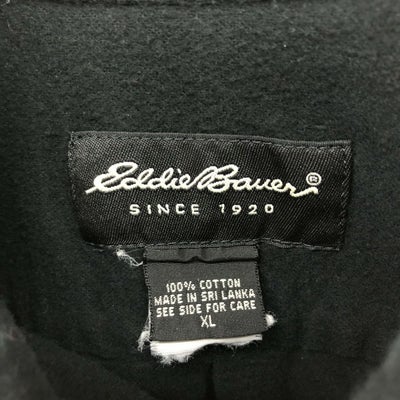 Eddie Bauer ®
SINCE 1920
100% COTTON
MADE IN SRI LANKA
SEE SIDE FOR CARE
XL